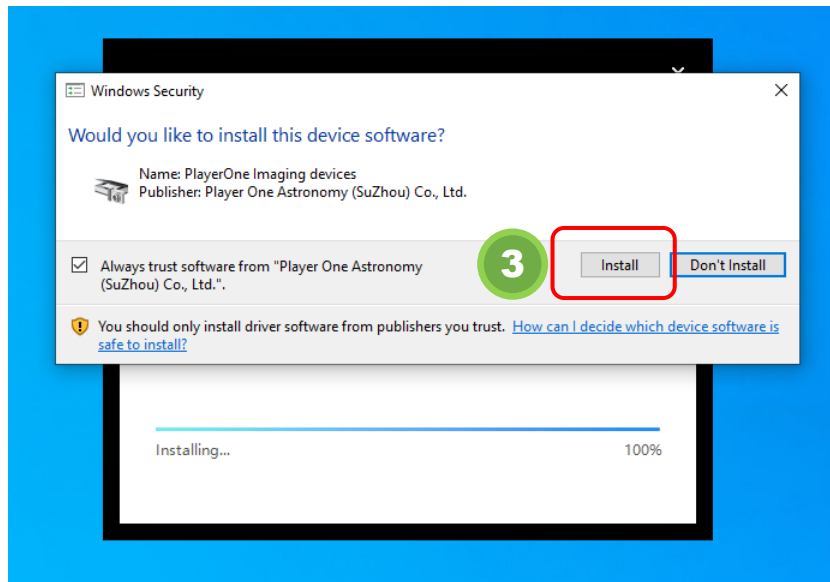 Windows Security
Would you like to install this device software?
Name: PlayerOne Imaging devices
Publisher: Player One Astronomy (SuZhou) Co., Ltd.
Always trust software from "Player One Astronomy
(SuZhou) Co., Ltd.".
3
Install
Don't Install
You should only install driver software from publishers you trust. How can I decide which device software is
safe to install?
Installing...
100%